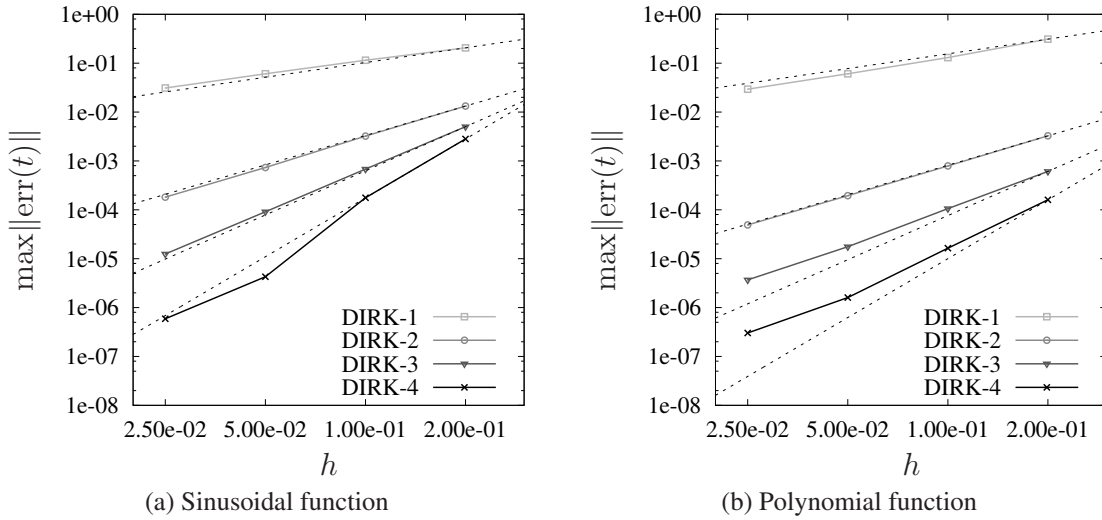 1e+00
1e-01
1e-02
1e-03
1e-04
1e-05
1e-06
1e-07
1e-08
max‖err(t)‖
DIRK-1
DIRK-2
DIRK-3
DIRK-4
2.50e-02 5.00e-02 1.00e-01 2.00e-01
h
(a) Sinusoidal function
1e+00
1e-01
1e-02
1e-03
1e-04
1e-05
1e-06
1e-07
1e-08
max‖err(t)‖
DIRK-1
DIRK-2
DIRK-3
DIRK-4
2.50e-02 5.00e-02 1.00e-01 2.00e-01
h
(b) Polynomial function